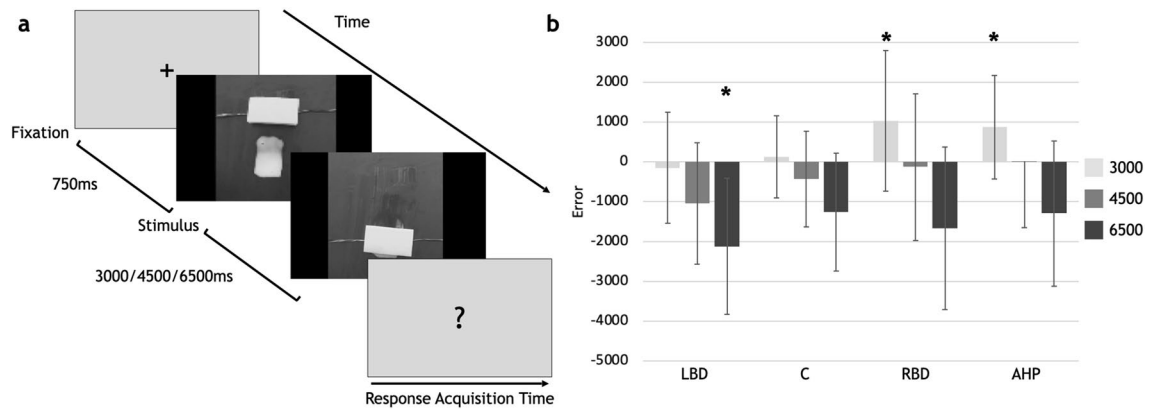 a
Time
+
Fixation
750ms
Stimulus
3000/4500/6500ms
?
Response Acquisition Time
b
* * *
3000
2000
1000
0
-1000
-2000
-3000
-4000
-5000
Error
LBD C RBD AHP
3000
4500
6500